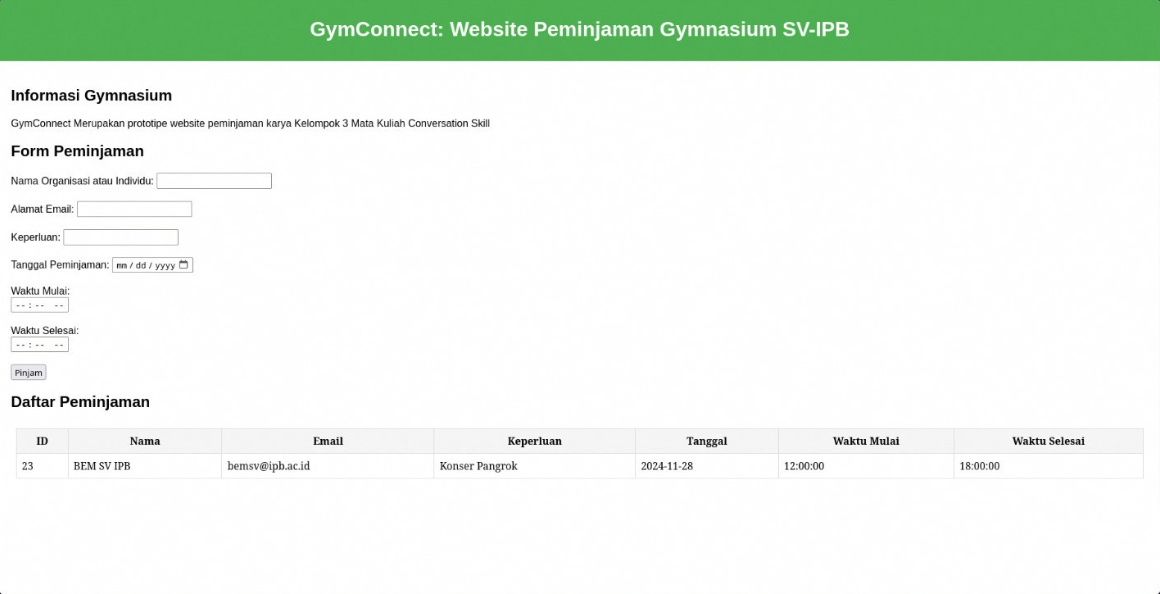 GymConnect: Website Peminjaman Gymnasium SV-IPB
Informasi Gymnasium
GymConnect Merupakan prototipe website peminjaman karya Kelompok 3 Mata Kuliah Conversation Skill
Form Peminjaman
Nama Organisasi atau Individu:
Alamat Email:
Keperluan:
Tanggal Peminjaman: mm / dd / yyyy
Waktu Mulai:
-- : -- --
Waktu Selesai:
-- : -- --
Pinjam
Daftar Peminjaman
ID Nama Email Keperluan Tanggal Waktu Mulai Waktu Selesai
23 BEM SV IPB bemsv@ipb.ac.id Konser Pangrok 2024-11-28 12:00:00 18:00:00